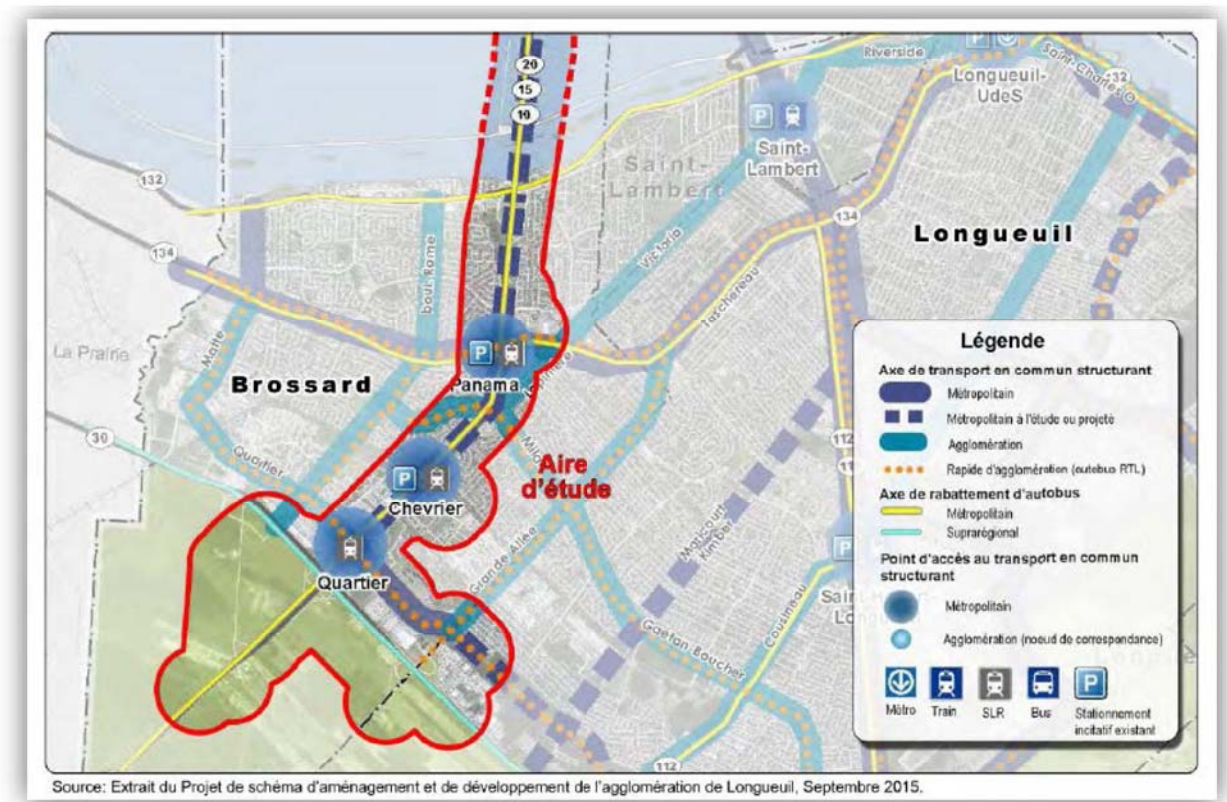 20
15
10
Riverside
Longueuil-
UdeS
Saint-Charles O
132
Saint-
Lambert
Saint-
Lambert
132
134
134
Longueuil
boul Rome
Victoria
Taschereau
La Prairie
Matte
Brossard
Panama
30
Quartier
Chevrier
Aire
d'étude
Milan
Grande Allée
Quartier
Maricourt
Kimber
112
Gaétan-Boucher
Cousineau
112
Légende
Axe de transport en commun structurant
Métropolitain
Métropolitain à l'étude ou projeté
Agglomération
Rapide d'agglomération (autobus RTL)
Axe de rabattement d'autobus
Métropolitain
Suprarégional
Point d'accès au transport en commun
structurant
Métropolitain
Agglomération (noeud de correspondance)
P
Métro
Train
SLR
Bus
Stationnement
incitatif existant
Source: Extrait du Projet de schéma d'aménagement et de développement de l'agglomération de Longueuil, Septembre 2015.